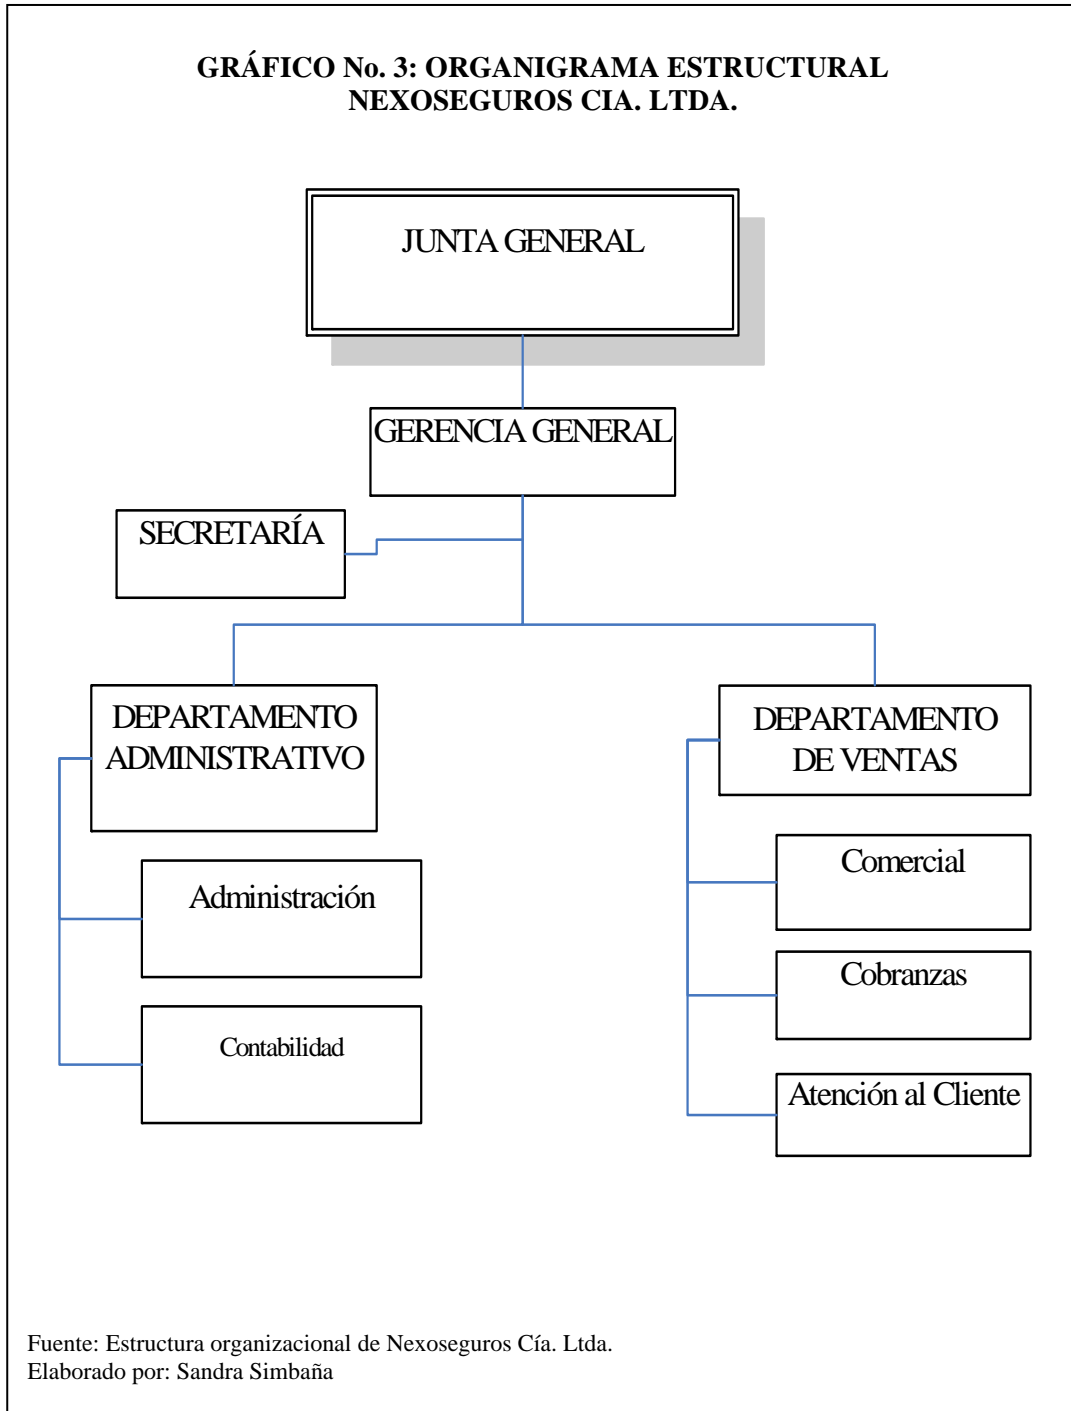 GRÁFICO No. 3: ORGANIGRAMA ESTRUCTURAL
NEXOSEGUROS CIA. LTDA.
JUNTA GENERAL
GERENCIA GENERAL
SECRETARÍA
DEPARTAMENTO
ADMINISTRATIVO
Administración
Contabilidad
DEPARTAMENTO
DE VENTAS
Comercial
Cobranzas
Atención al Cliente
Fuente: Estructura organizacional de Nexoseguros Cía. Ltda.
Elaborado por: Sandra Simbaña